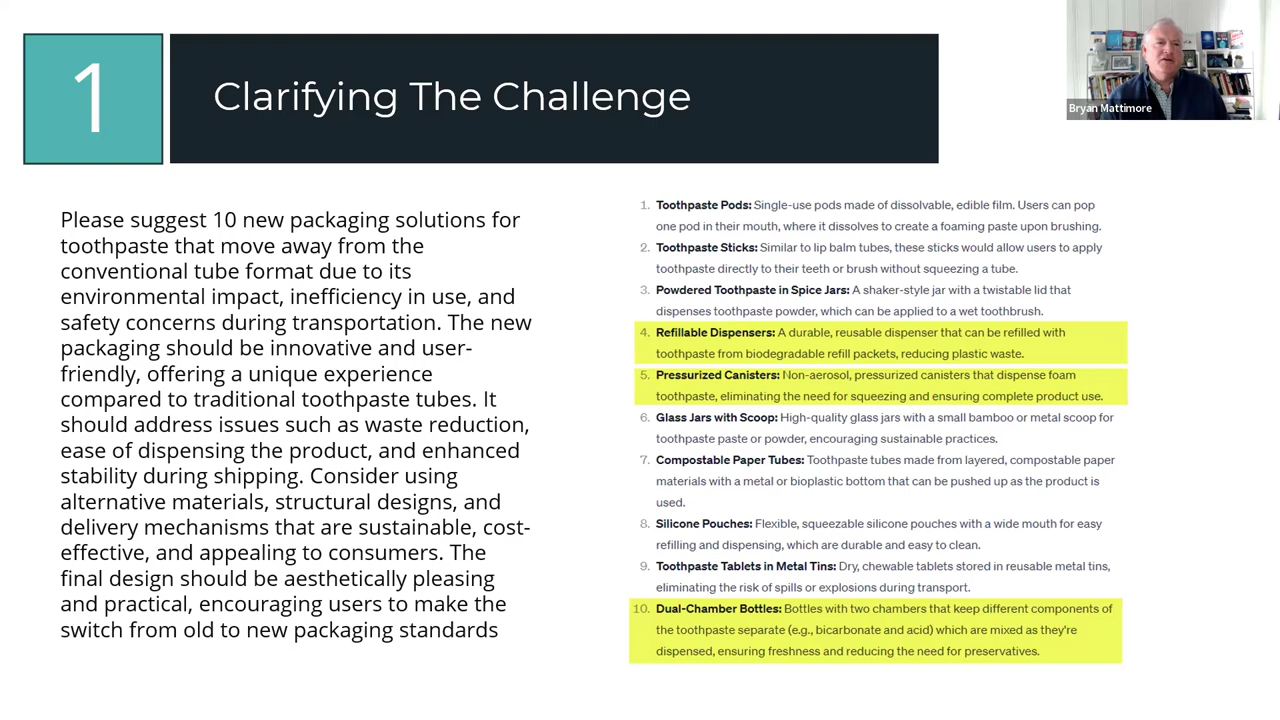 1
Clarifying The Challenge
Bryan Mattimore
Please suggest 10 new packaging solutions for
toothpaste that move away from the
conventional tube format due to its
environmental impact, inefficiency in use, and
safety concerns during transportation. The new
packaging should be innovative and user-
friendly, offering a unique experience
compared to traditional toothpaste tubes. It
should address issues such as waste reduction,
ease of dispensing the product, and enhanced
stability during shipping. Consider using
alternative materials, structural designs, and
delivery mechanisms that are sustainable, cost-
effective, and appealing to consumers. The
final design should be aesthetically pleasing
and practical, encouraging users to make the
switch from old to new packaging standards
1. Toothpaste Pods: Single-use pods made of dissolvable, edible film. Users can pop
one pod in their mouth, where it dissolves to create a foaming paste upon brushing.
2. Toothpaste Sticks: Similar to lip balm tubes, these sticks would allow users to apply
toothpaste directly to their teeth or brush without squeezing a tube.
3. Powdered Toothpaste in Spice Jars: A shaker-style jar with a twistable lid that
dispenses toothpaste powder, which can be applied to a wet toothbrush.
4. Refillable Dispensers: A durable, reusable dispenser that can be refilled with
toothpaste from biodegradable refill packets, reducing plastic waste.
5. Pressurized Canisters: Non-aerosol, pressurized canisters that dispense foam
toothpaste, eliminating the need for squeezing and ensuring complete product use.
6. Glass Jars with Scoop: High-quality glass jars with a small bamboo or metal scoop for
toothpaste paste or powder, encouraging sustainable practices.
7. Compostable Paper Tubes: Toothpaste tubes made from layered, compostable paper
materials with a metal or bioplastic bottom that can be pushed up as the product is
used.
8. Silicone Pouches: Flexible, squeezable silicone pouches with a wide mouth for easy
refilling and dispensing, which are durable and easy to clean.
9. Toothpaste Tablets in Metal Tins: Dry, chewable tablets stored in reusable metal tins,
eliminating the risk of spills or explosions during transport.
10. Dual-Chamber Bottles: Bottles with two chambers that keep different components of
the toothpaste separate (e.g., bicarbonate and acid) which are mixed as they're
dispensed, ensuring freshness and reducing the need for preservatives.